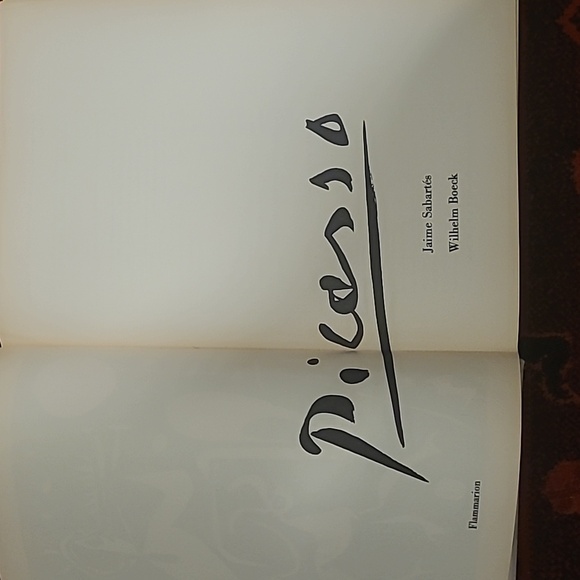 Picasso
Jaime Sabartés
Wilhelm Boeck
Flammarion